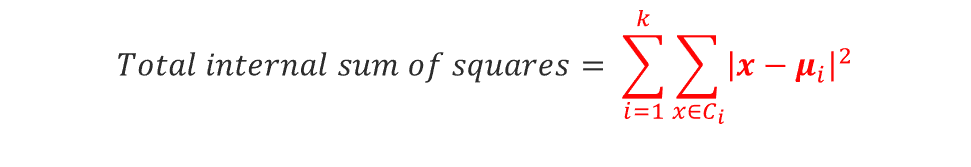 Total internal sum of squares = ∑_{i=1}^{k} ∑_{x∈C_i} |x − μ_i|²